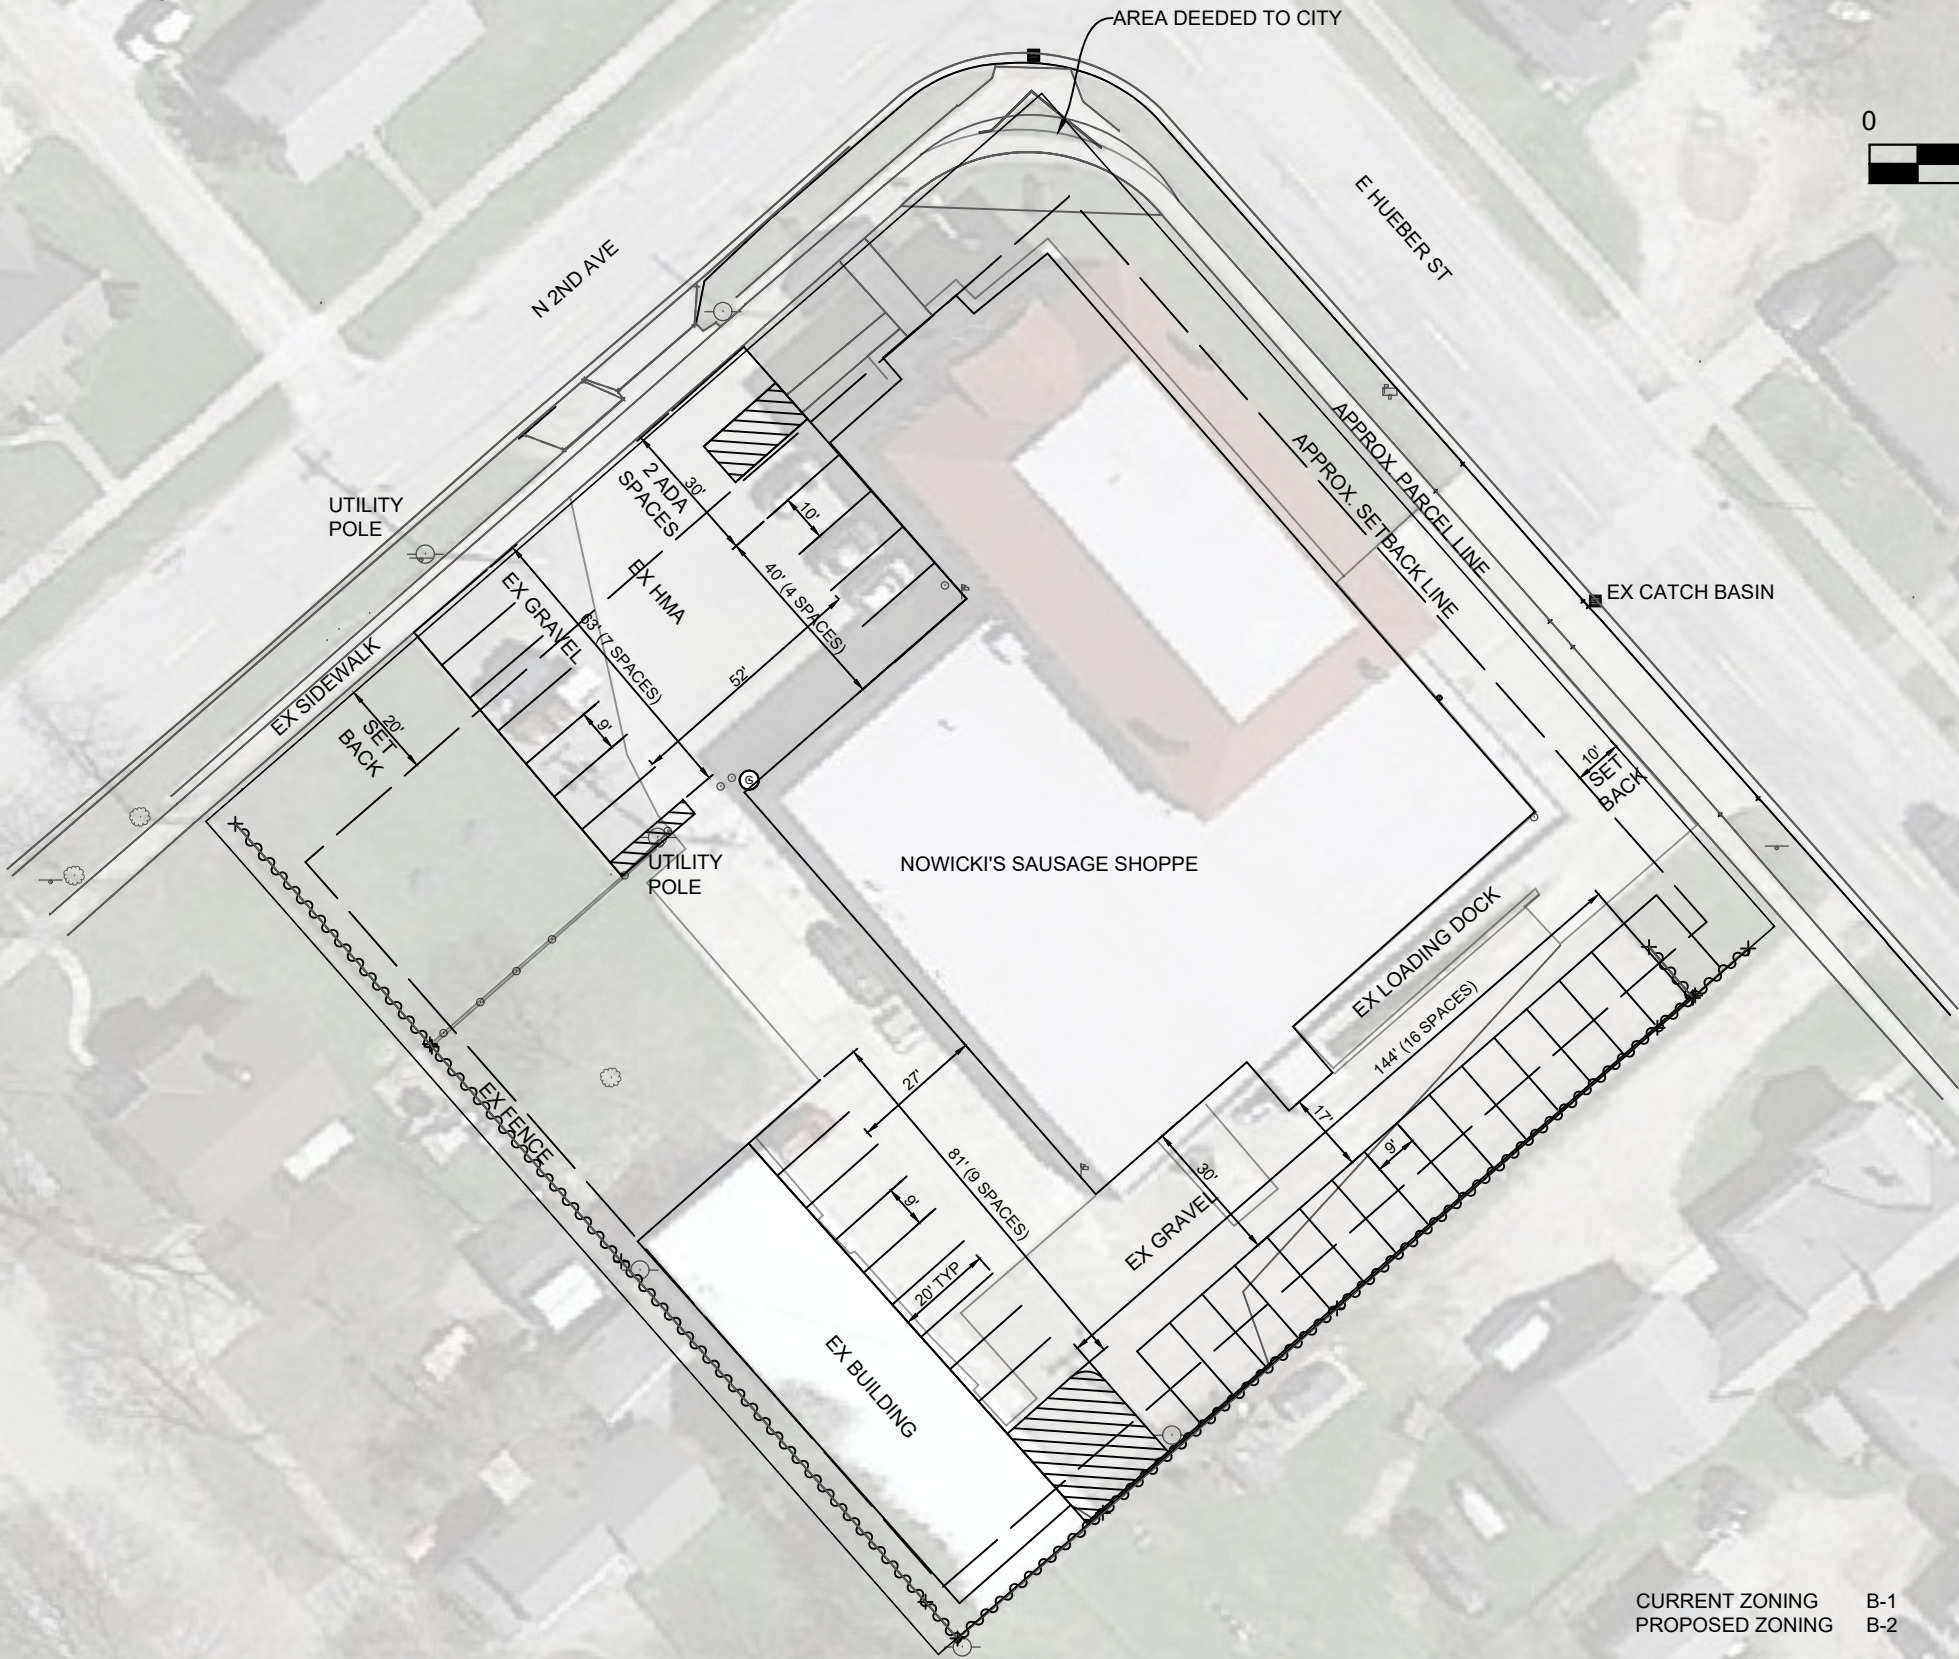 AREA DEEDED TO CITY
0
E HUEBER ST
N 2ND AVE
APPROX. PARCEL LINE
APPROX. SETBACK LINE
UTILITY
POLE
30'
2 ADA
SPACES
10'
EX HMA
40' (4 SPACES)
EX GRAVEL
63' (7 SPACES)
EX CATCH BASIN
EX SIDEWALK
52'
20'
SET
BACK
9'
10'
SET
BACK
UTILITY
POLE
NOWICKI'S SAUSAGE SHOPPE
EX LOADING DOCK
144' (16 SPACES)
EX FENCE
27'
17'
9'
81' (9 SPACES)
30'
9'
EX GRAVEL
20' TYP
EX BUILDING
CURRENT ZONING B-1
PROPOSED ZONING B-2